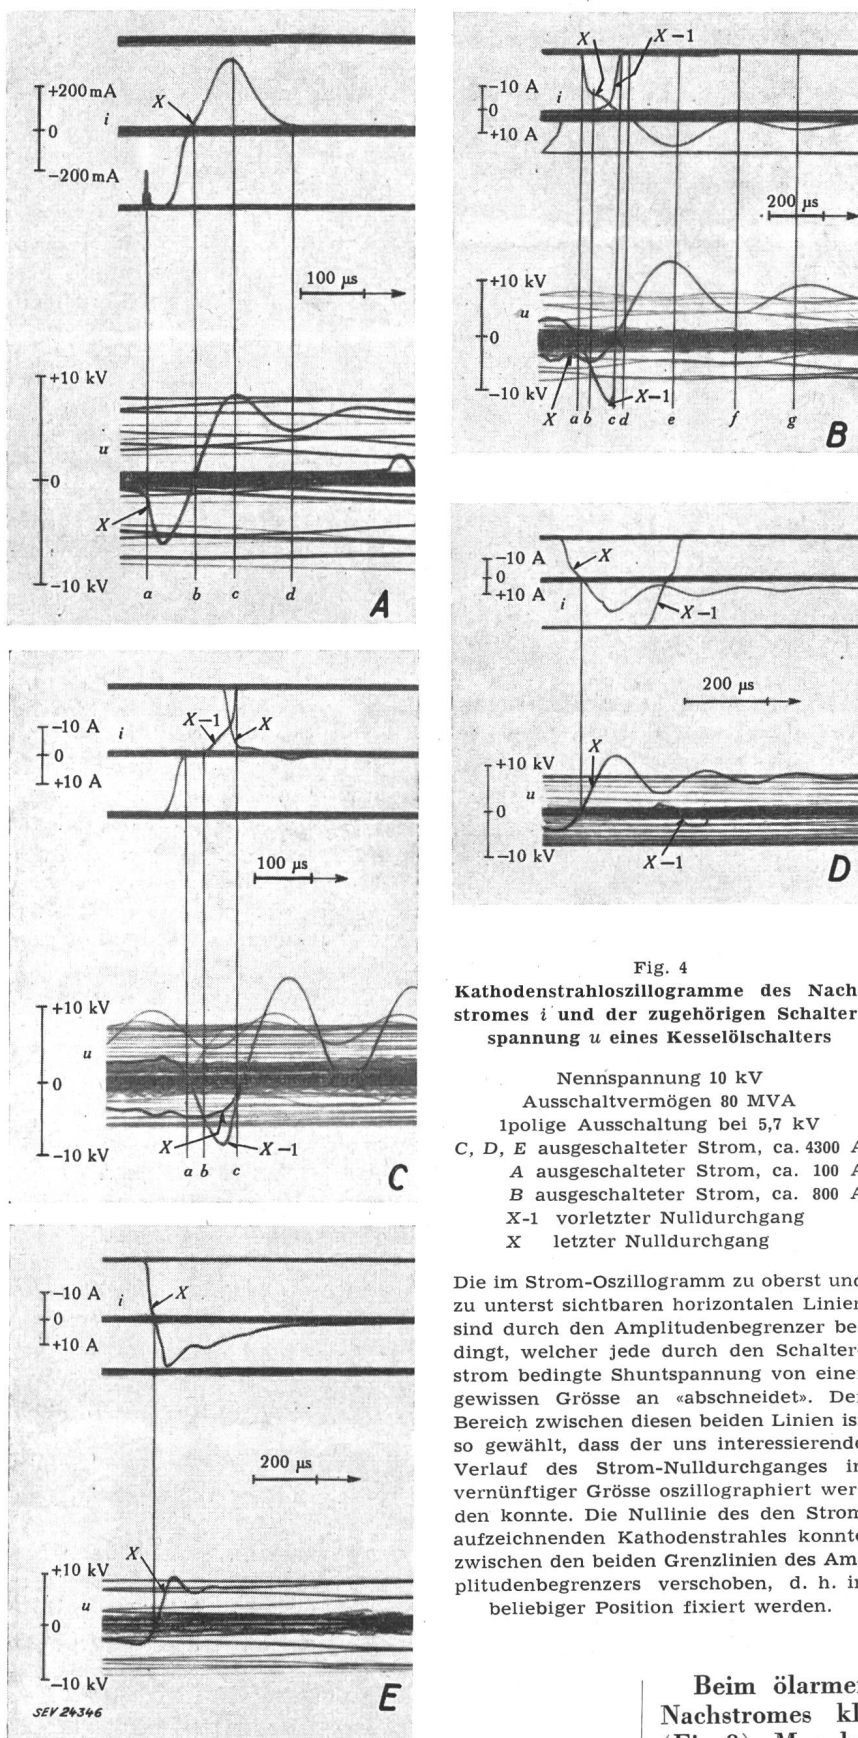 +200 mA
X
i
0
−200 mA
100 µs
+10 kV
u
0
X
−10 kV
a b c d
A
X
X−1
−10 A
i
0
+10 A
200 µs
+10 kV
u
0
−10 kV
X
X−1
a b c d e f g
B
−10 A
X
0
+10 A
i
X−1
200 µs
X
+10 kV
u
0
−10 kV
X−1
D
X−1
X
−10 A
i
0
+10 A
100 µs
+10 kV
u
0
−10 kV
X
X−1
a b c
C
−10 A
i
X
0
+10 A
200 µs
X
+10 kV
u
0
−10 kV
E
SEV 24346
Fig. 4
Kathodenstrahloszillogramme des Nach
stromes i und der zugehörigen Schalter
spannung u eines Kesselölschalters
Nennspannung 10 kV
Ausschaltvermögen 80 MVA
1polige Ausschaltung bei 5,7 kV
C, D, E ausgeschalteter Strom, ca. 4300 A
A ausgeschalteter Strom, ca. 100 A
B ausgeschalteter Strom, ca. 800 A
X-1 vorletzter Nulldurchgang
X letzter Nulldurchgang
Die im Strom-Oszillogramm zu oberst und
zu unterst sichtbaren horizontalen Linien
sind durch den Amplitudenbegrenzer be
dingt, welcher jede durch den Schalter-
strom bedingte Shuntspannung von einer
gewissen Grösse an «abschneidet». Der
Bereich zwischen diesen beiden Linien is
so gewählt, dass der uns interessierende
Verlauf des Strom-Nulldurchganges in
vernünftiger Grösse oszillographiert wer
den konnte. Die Nullinie des den Strom
aufzeichnenden Kathodenstrahles konnte
zwischen den beiden Grenzlinien des Am
plitudenbegrenzers verschoben, d. h. in
beliebiger Position fixiert werden.
Beim ölarmen
Nachstromes kl